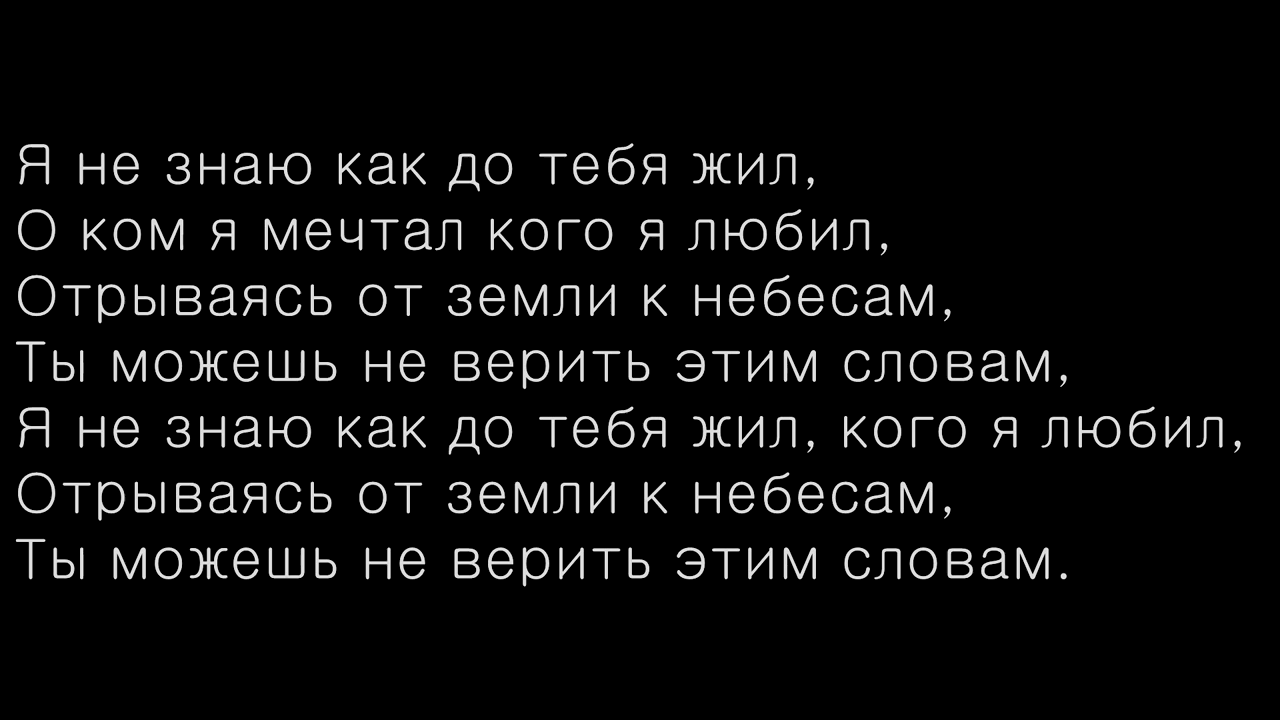 Я не знаю как до тебя жил,
О ком я мечтал кого я любил,
Отрываясь от земли к небесам,
Ты можешь не верить этим словам,
Я не знаю как до тебя жил, кого я любил,
Отрываясь от земли к небесам,
Ты можешь не верить этим словам.